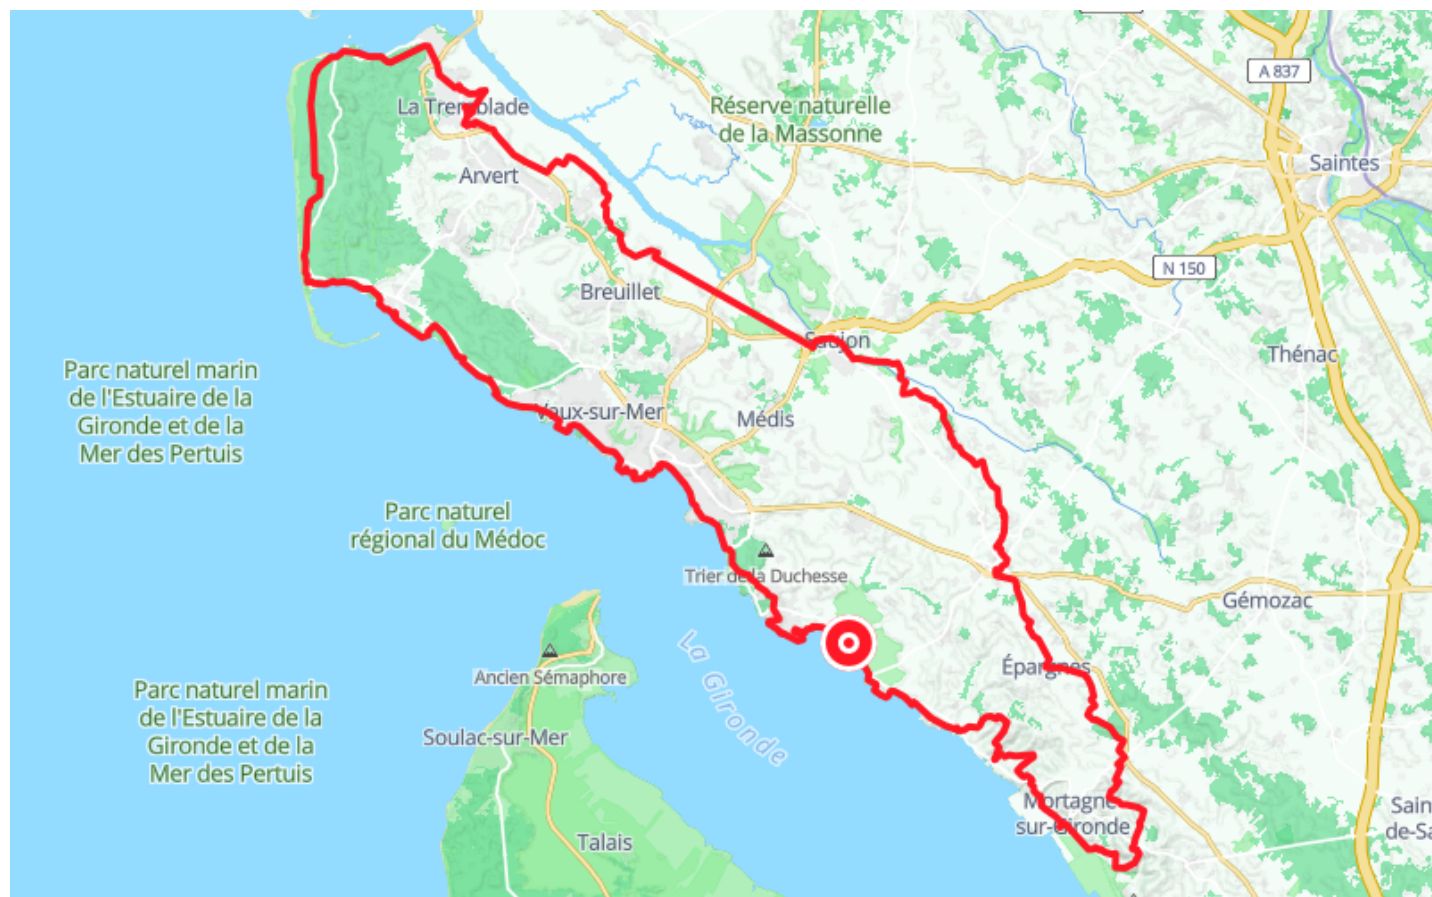 A 837
La Tremblade
Réserve naturelle
de la Massonne
Saintes
Arvert
N 150
Breuillet
Saujon
Thénac
Parc naturel marin
de l'Estuaire de la
Gironde et de la
Mer des Pertuis
Vaux-sur-Mer
Médis
Parc naturel
régional du Médoc
Trier de la Duchesse
Gémozac
La Gironde
Épargnes
Ancien Sémaphore
Parc naturel marin
de l'Estuaire de la
Gironde et de la
Mer des Pertuis
Soulac-sur-Mer
Mortagne-
sur-Gironde
Sain
de-Sa
Talais